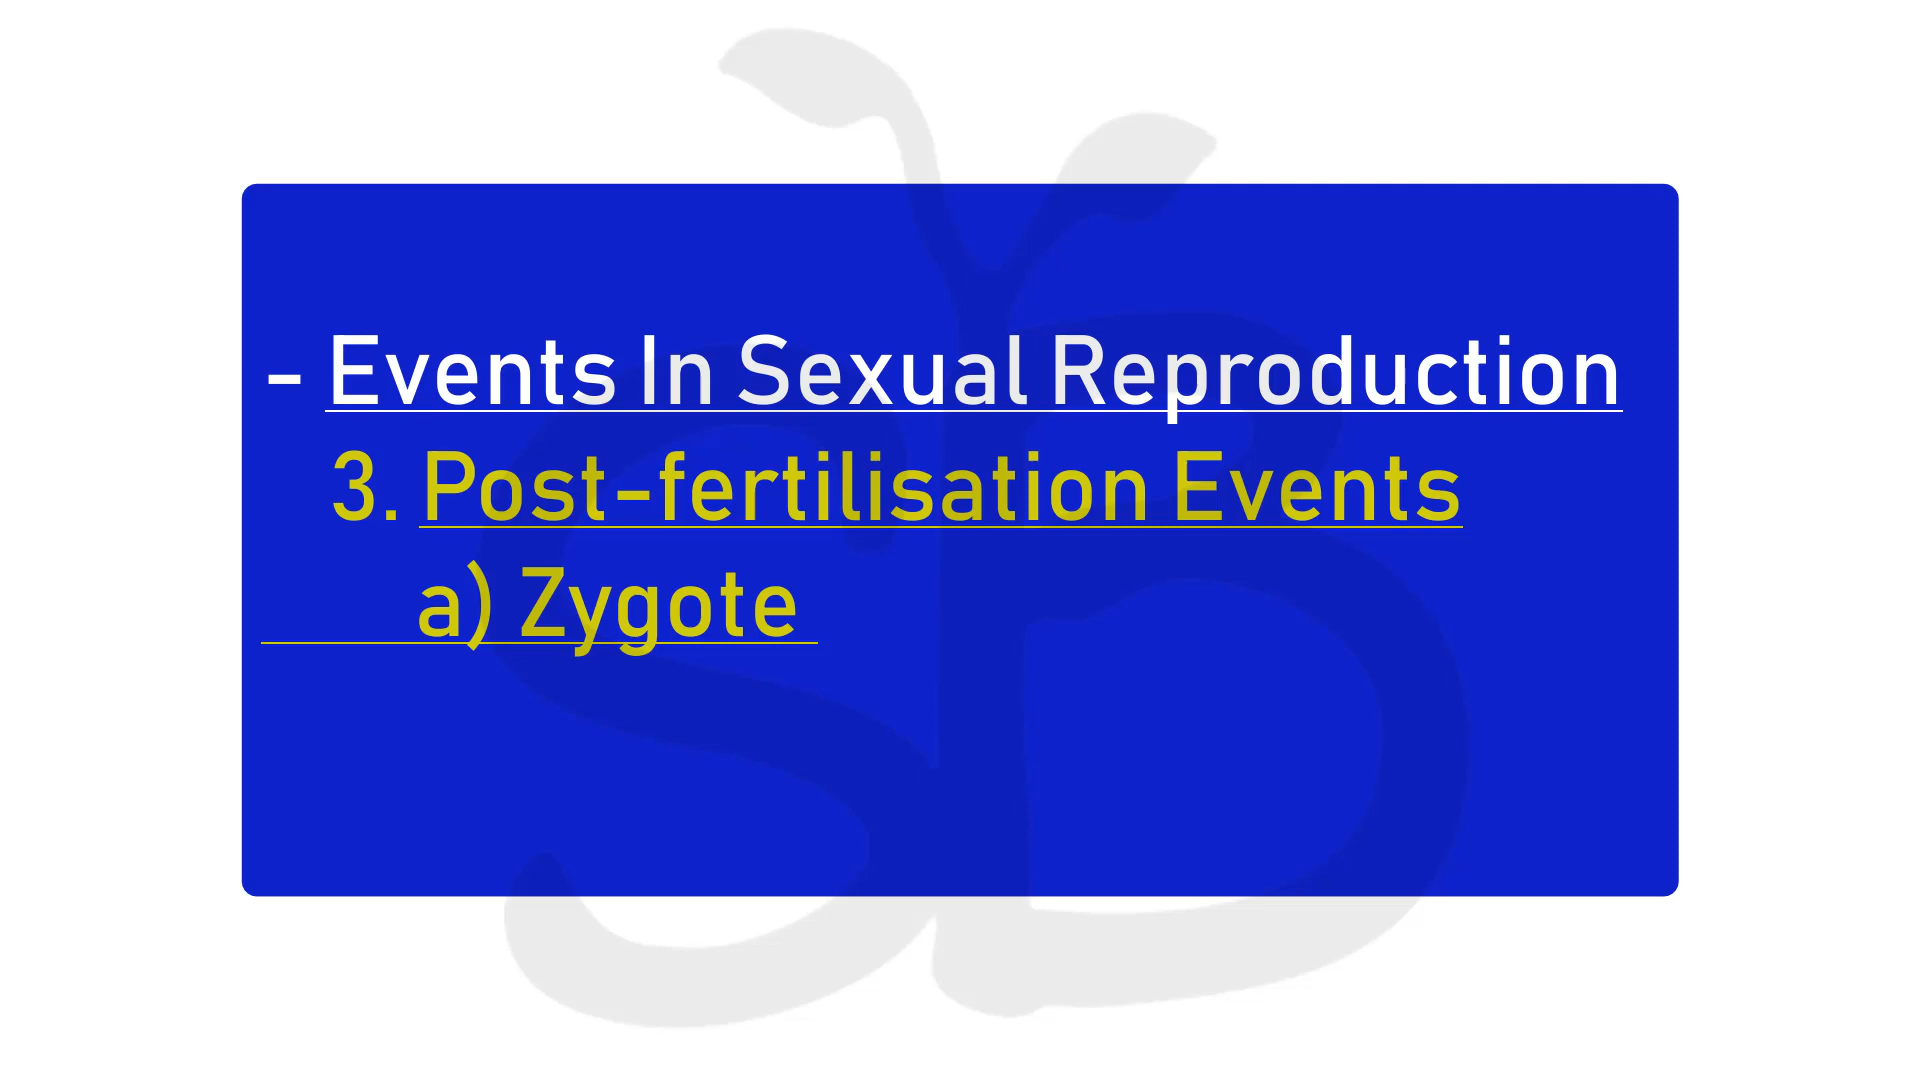 - Events In Sexual Reproduction
3. Post-fertilisation Events
a) Zygote